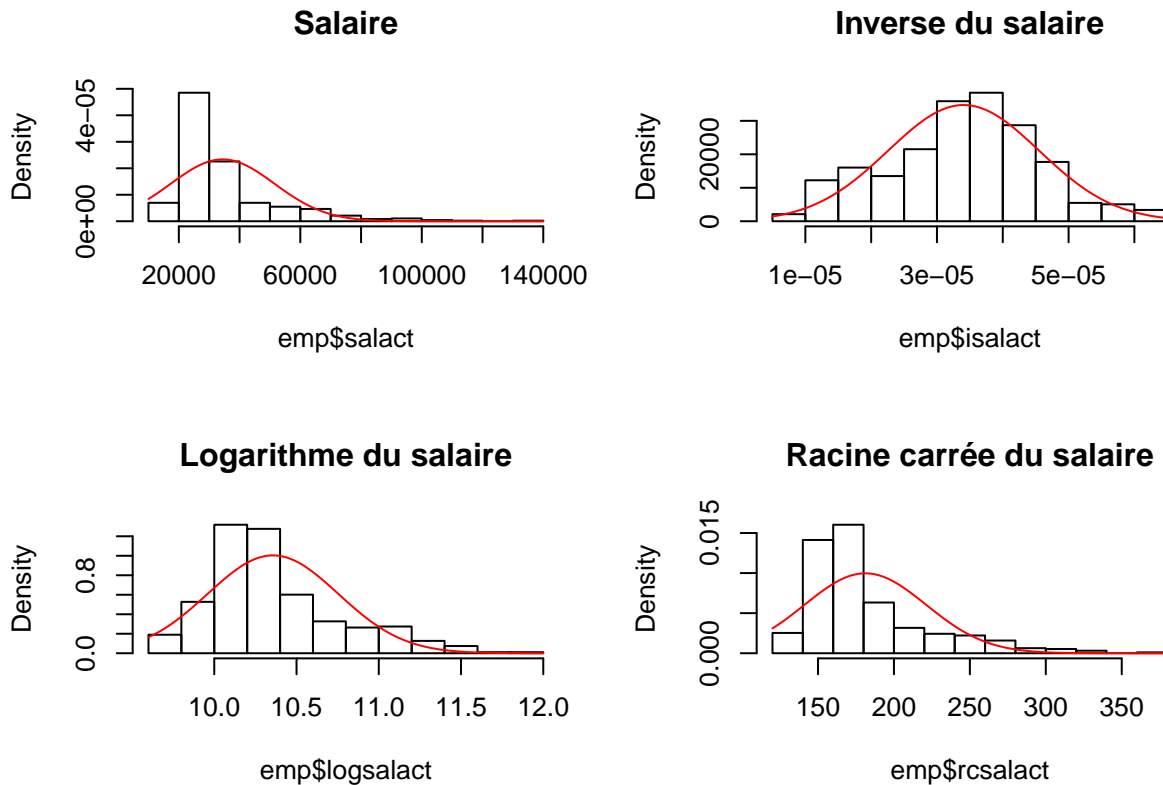 Salaire
Density
0e+00 4e−05
20000 60000 100000 140000
emp$salact
Inverse du salaire
Density
0 20000
1e−05 3e−05 5e−05
emp$isalact
Logarithme du salaire
Density
0.0 0.8
10.0 10.5 11.0 11.5 12.0
emp$logsalact
Racine carrée du salaire
Density
0.000 0.015
150 200 250 300 350
emp$rcsalact